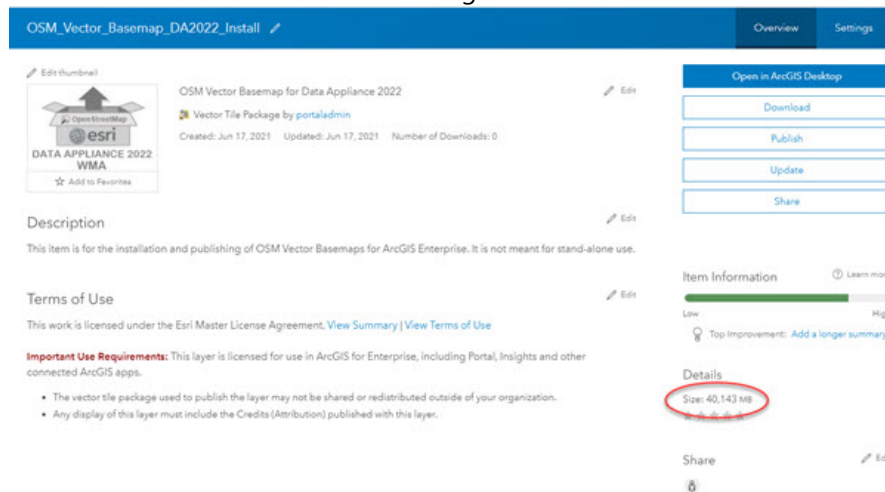 OSM_Vector_Basemap_DA2022_Install
Overview
Settings
Edit thumbnail
OpenStreetMap
esri
DATA APPLIANCE 2022
WMA
Add to Favorites
OSM Vector Basemap for Data Appliance 2022
Edit
Vector Tile Package by portaladmin
Created: Jun 17, 2021 Updated: Jun 17, 2021 Number of Downloads: 0
Open in ArcGIS Desktop
Download
Publish
Update
Share
Description
Edit
This item is for the installation and publishing of OSM Vector Basemaps for ArcGIS Enterprise. It is not meant for stand-alone use.
Terms of Use
Edit
This work is licensed under the Esri Master License Agreement. View Summary | View Terms of Use
Important Use Requirements: This layer is licensed for use in ArcGIS for Enterprise, including Portal, Insights and other
connected ArcGIS apps.
• The vector tile package used to publish the layer may not be shared or redistributed outside of your organization.
• Any display of this layer must include the Credits (Attribution) published with this layer.
Item Information
Learn mor
Low
Hig
Top Improvement: Add a longer summary
Details
Size: 40,143 MB
Share
Ed